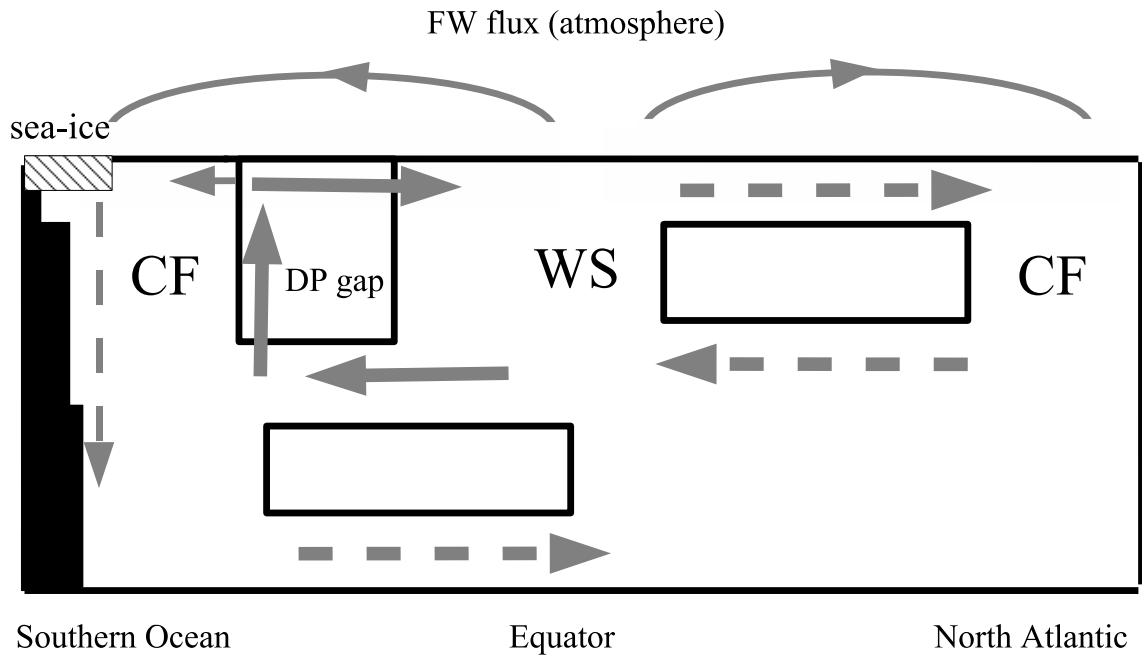 FW flux (atmosphere)
sea-ice
CF
DP gap
WS
CF
Southern Ocean
Equator
North Atlantic